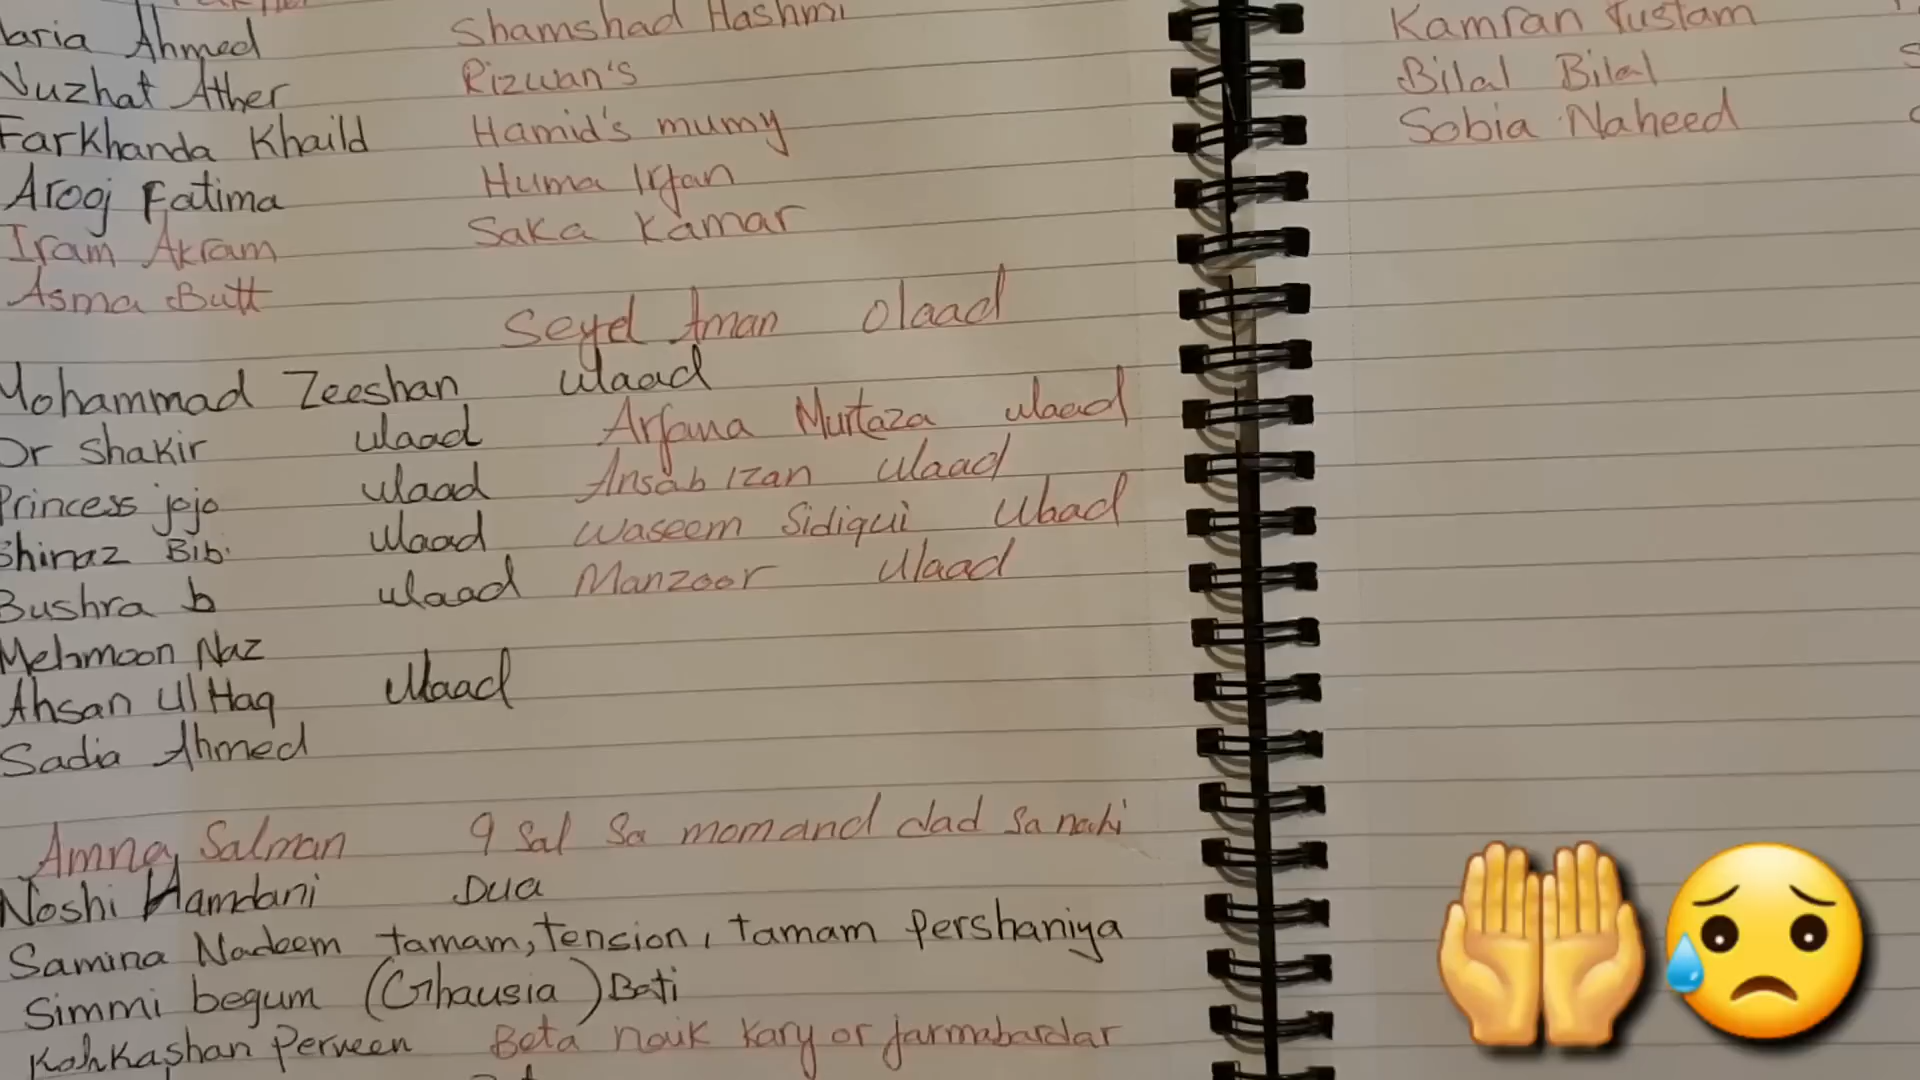 Ahmed Shamshad Hashmi
Nuzhat Ather Rizwan's
Farkhanda Khaild Hamid's mumy
Arooj Fatima Huma Irfan
Iram Akram Saka Kamar
Asma Butt
Seyd Aman Olaad
Mohammad Zeeshan ulaad
Dr Shakir ulaad Arfana Murtaza ulaad
Princess jojo ulaad Ansab Izan ulaad
Shiraz Bibi ulaad Waseem Sidiqui Ulaad
Bushra b ulaad Manzoor Ulaad
Mehmoon Naz
Ahsan Ul Haq Ulaad
Sadia Ahmed
Amna Salman 9 Sal Sa mom and dad Sa nahi
Noshi Hamdani Dua
Samina Nadeem tamam, tension, tamam pershaniya
Simmi begum (Ghausia) Beti
Kohkashan Perveen Beta naik kary or farmabardar
Kamran Rustam
Bilal Bilal
Sobia Naheed